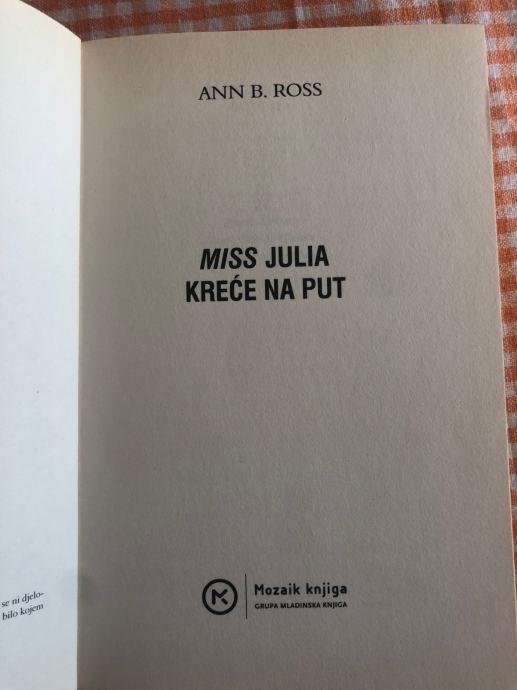 ANN B. ROSS
MISS JULIA
KREĆE NA PUT
Mozaik knjiga
GRUPA MLADINSKA KNJIGA
se ni djelo-
bilo kojem